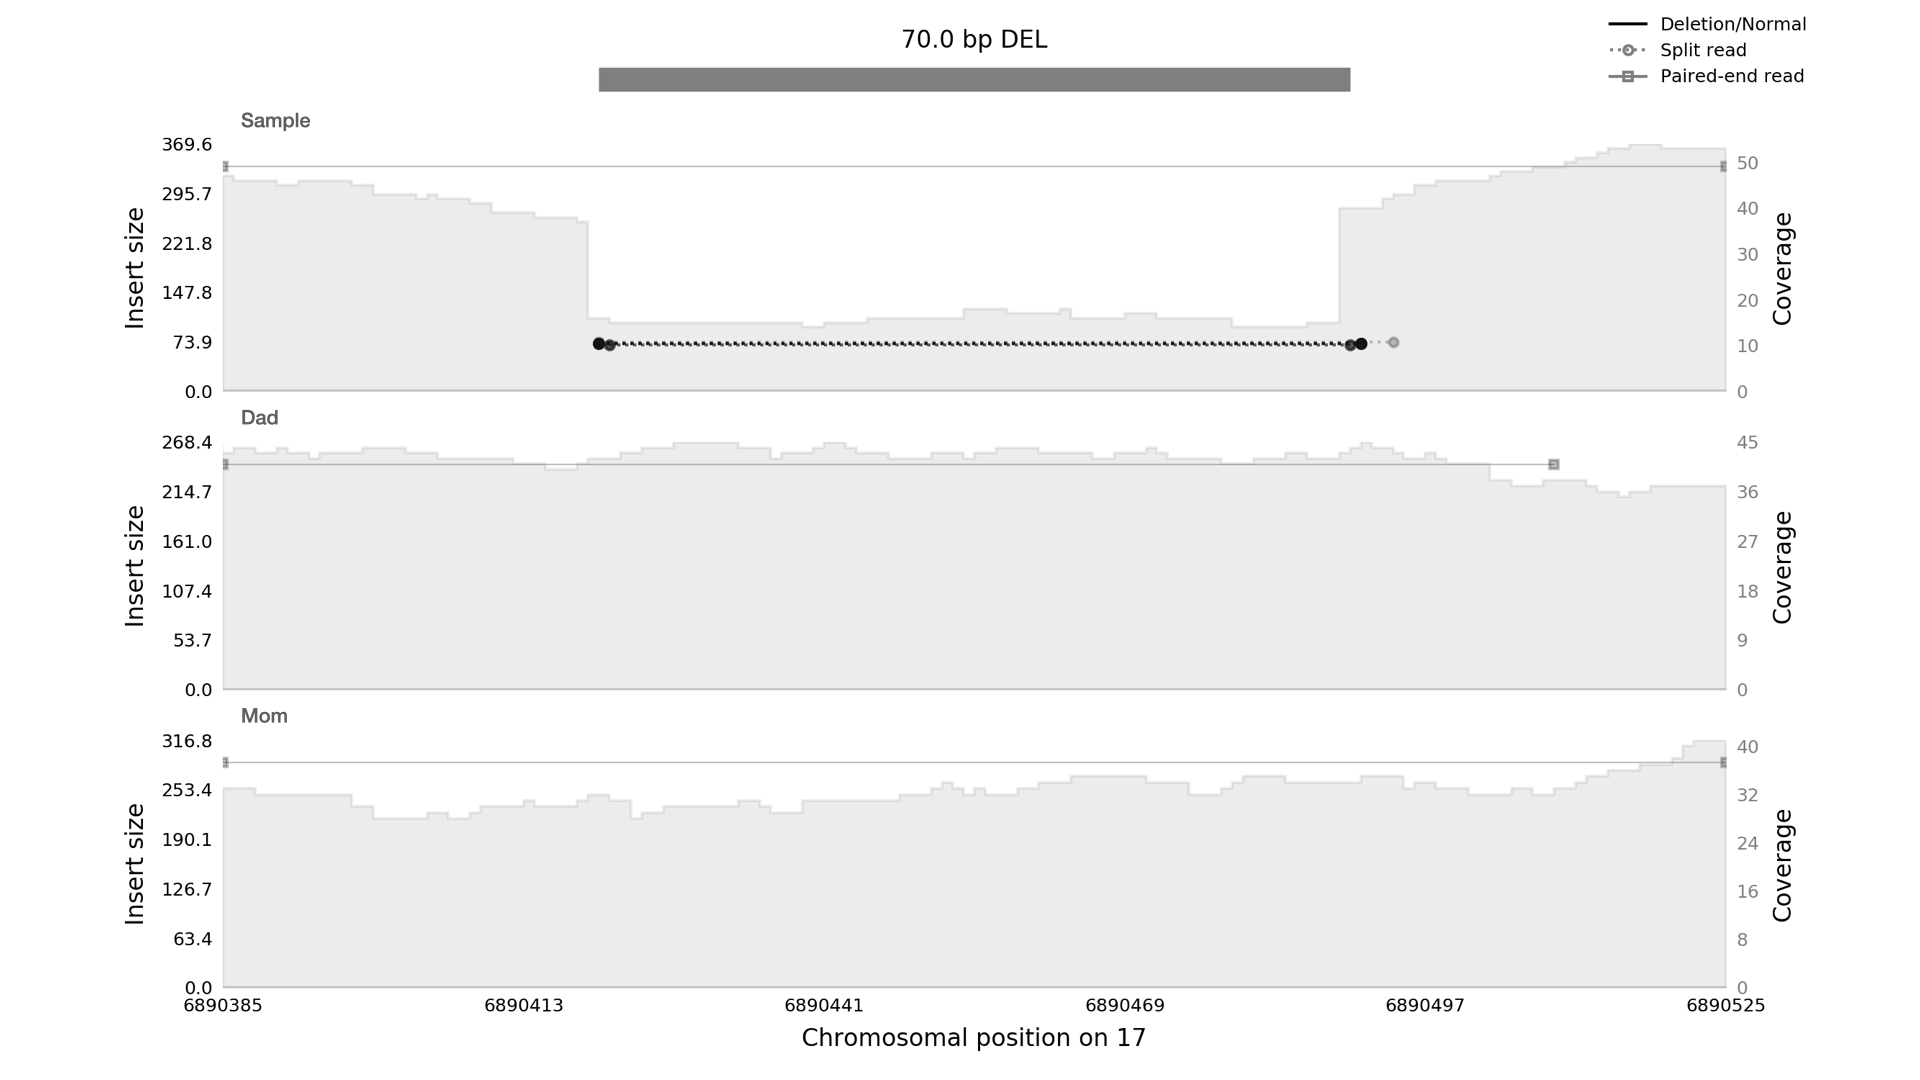 70.0 bp DEL
Deletion/Normal
Split read
Paired-end read
Sample
369.6
295.7
221.8
147.8
73.9
0.0
Insert size
50
40
30
20
10
0
Coverage
Dad
268.4
214.7
161.0
107.4
53.7
0.0
Insert size
45
36
27
18
9
0
Coverage
Mom
316.8
253.4
190.1
126.7
63.4
0.0
Insert size
40
32
24
16
8
0
Coverage
6890385 6890413 6890441 6890469 6890497 6890525
Chromosomal position on 17